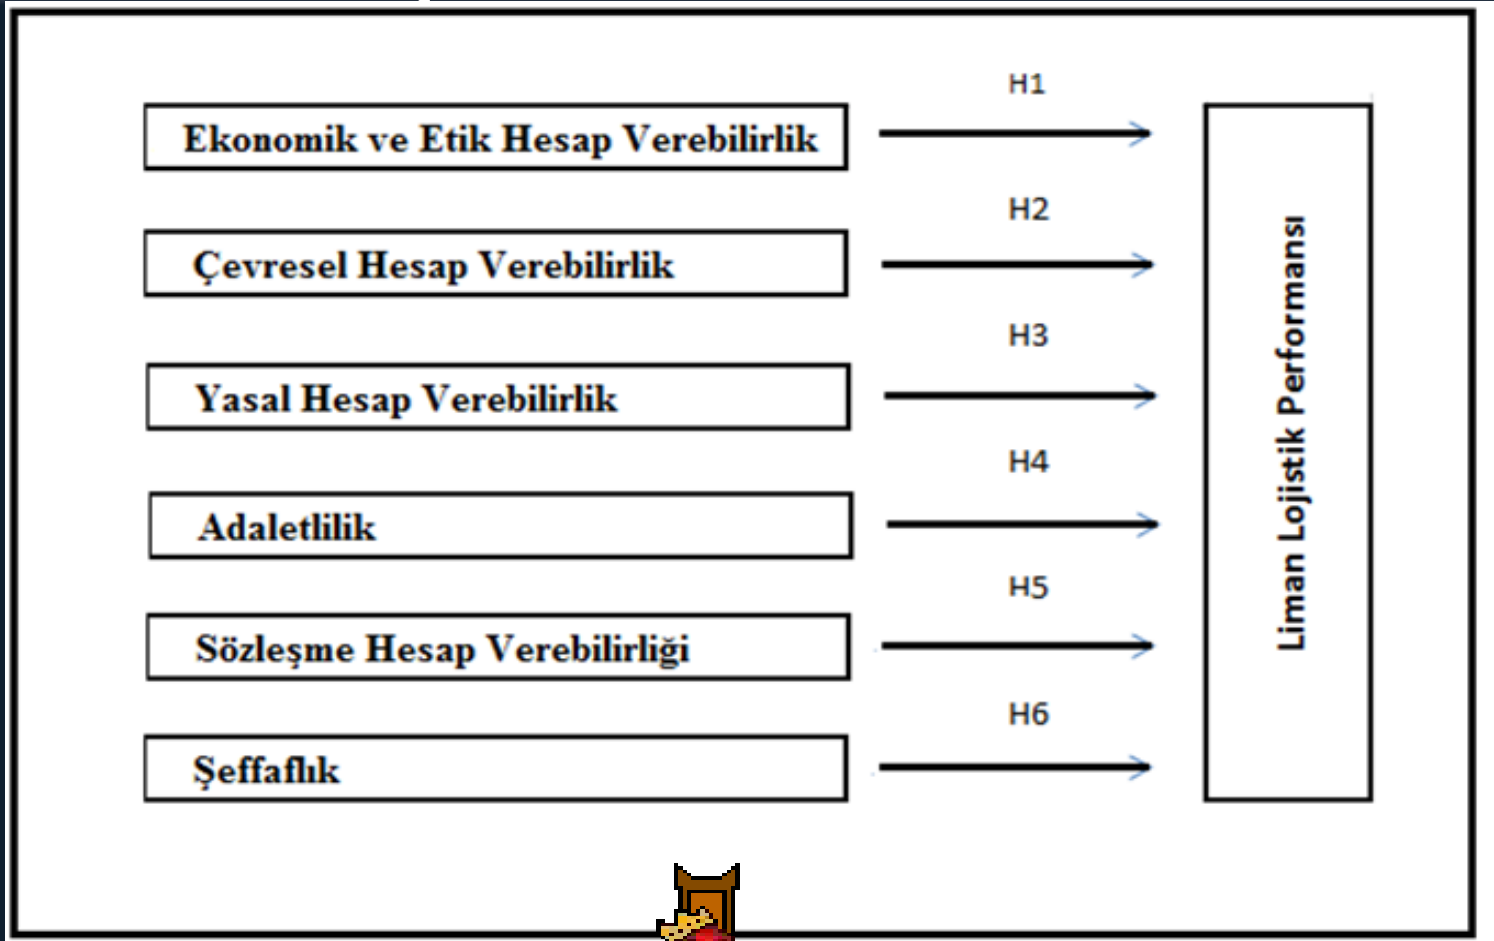 H1
Ekonomik ve Etik Hesap Verebilirlik
H2
Çevresel Hesap Verebilirlik
H3
Yasal Hesap Verebilirlik
H4
Adaletlilik
H5
Sözleşme Hesap Verebilirliği
H6
Şeffaflık
Liman Lojistik Performansı